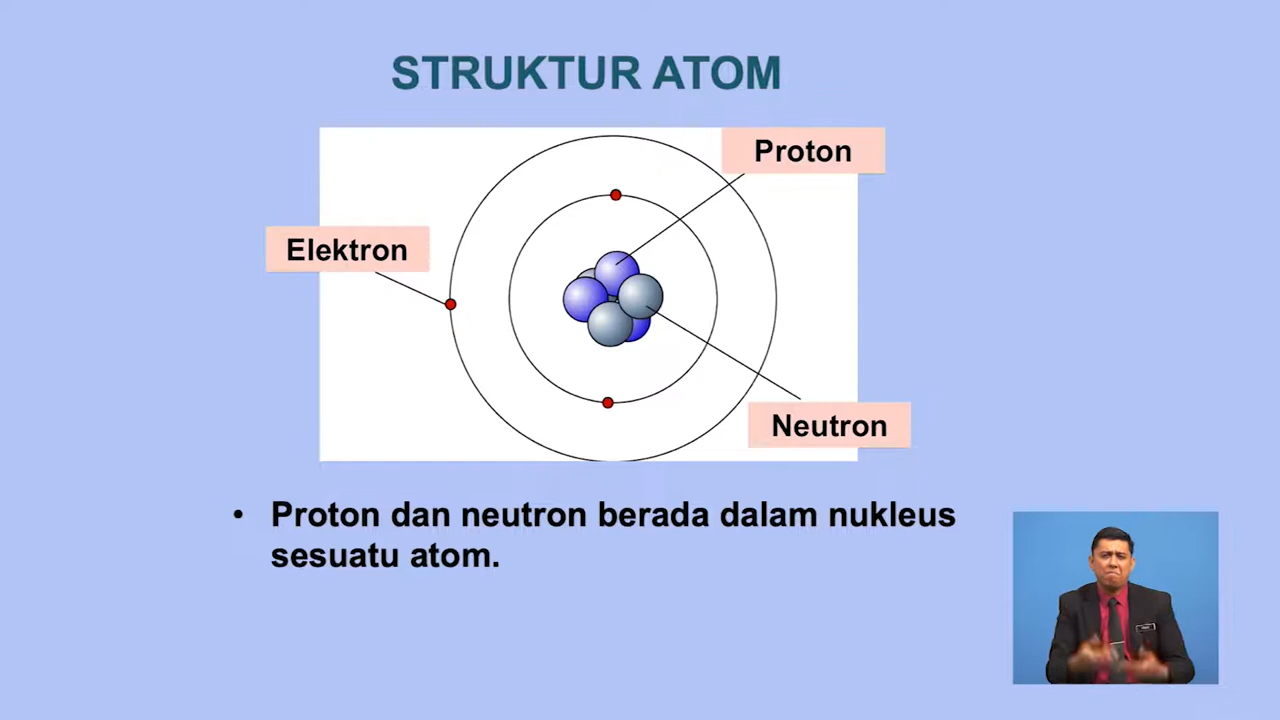 STRUKTUR ATOM
Proton
Elektron
Neutron
• Proton dan neutron berada dalam nukleus
sesuatu atom.